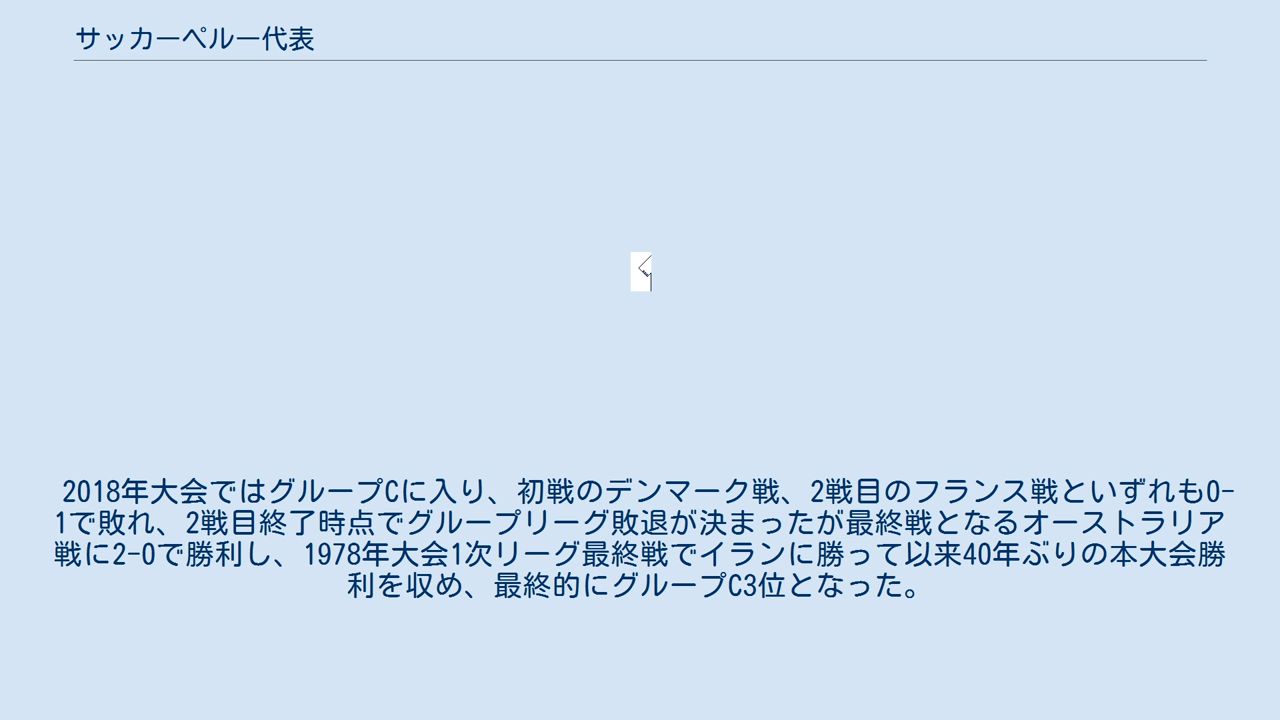 サッカーペルー代表
2018年大会ではグループCに入り、初戦のデンマーク戦、2戦目のフランス戦といずれも0-
1で敗れ、2戦目終了時点でグループリーグ敗退が決まったが最終戦となるオーストラリア
戦に2-0で勝利し、1978年大会1次リーグ最終戦でイランに勝って以来40年ぶりの本大会勝
利を収め、最終的にグループC3位となった。